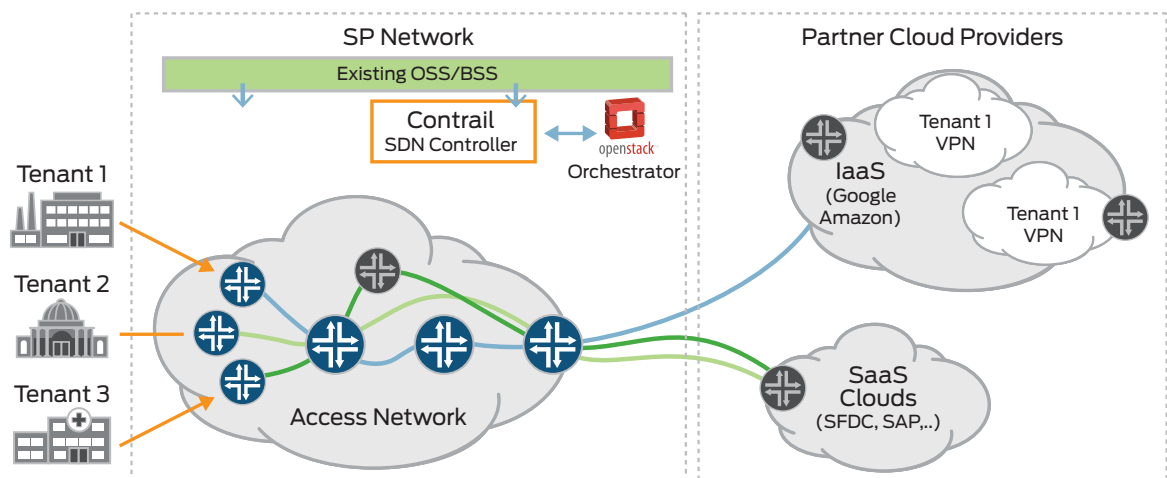 SP Network
Existing OSS/BSS
Contrail
SDN Controller
openstack
Orchestrator
Tenant 1
Tenant 2
Tenant 3
Access Network
Partner Cloud Providers
Tenant 1
VPN
IaaS
(Google
Amazon)
Tenant 1
VPN
SaaS
Clouds
(SFDC, SAP,..)